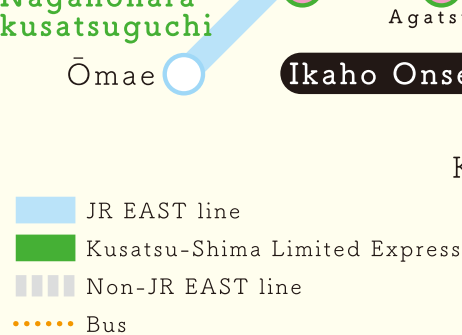 Naganohara
kusatsuguchi
Agats
Ōmae
Ikaho Onse
K
JR EAST line
Kusatsu-Shima Limited Express
Non-JR EAST line
Bus